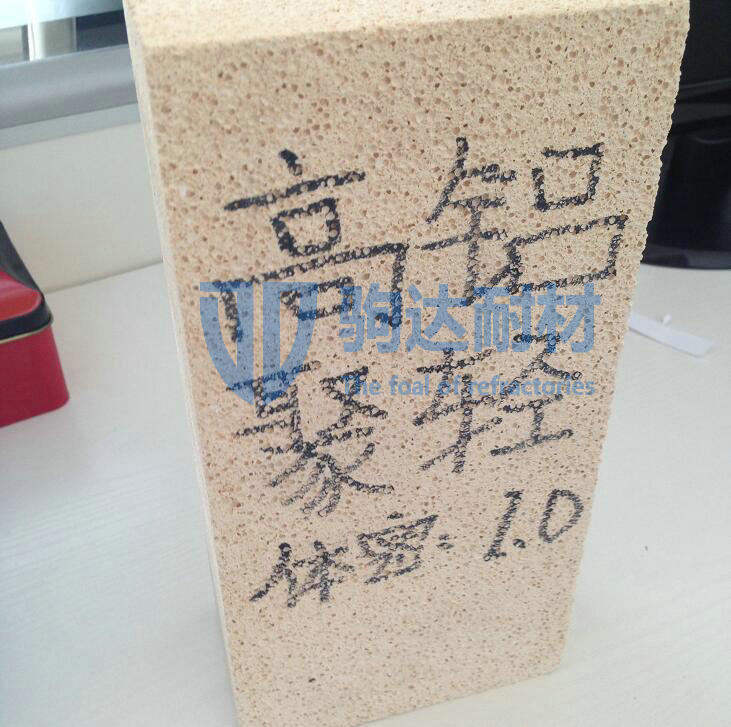 高铝
驹达耐材
The foal of refractories
聚轻
体密: 1.0